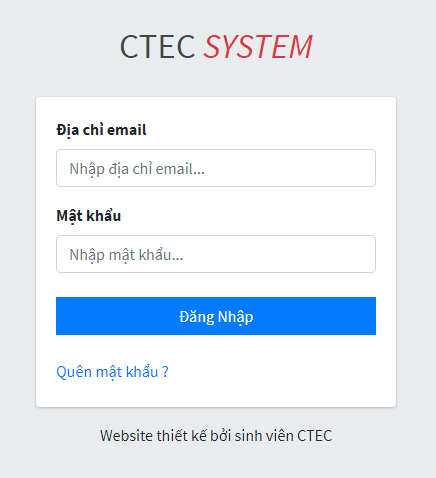 CTEC SYSTEM
Địa chỉ email
Nhập địa chỉ email...
Mật khẩu
Nhập mật khẩu...
Đăng Nhập
Quên mật khẩu ?
Website thiết kế bởi sinh viên CTEC